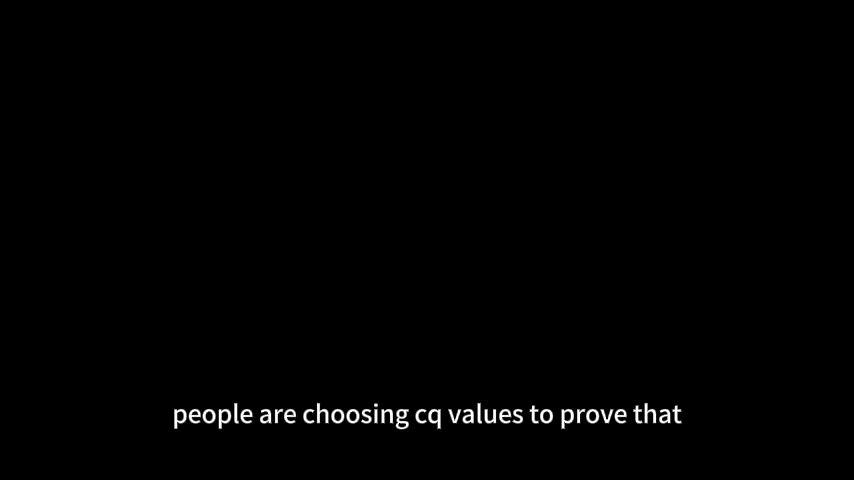 people are choosing cq values to prove that